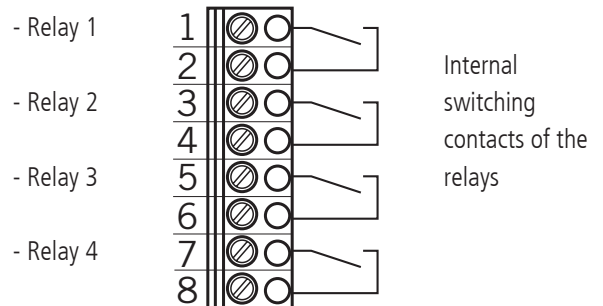 - Relay 1
1
2
- Relay 2
3
4
- Relay 3
5
6
- Relay 4
7
8
Internal
switching
contacts of the
relays